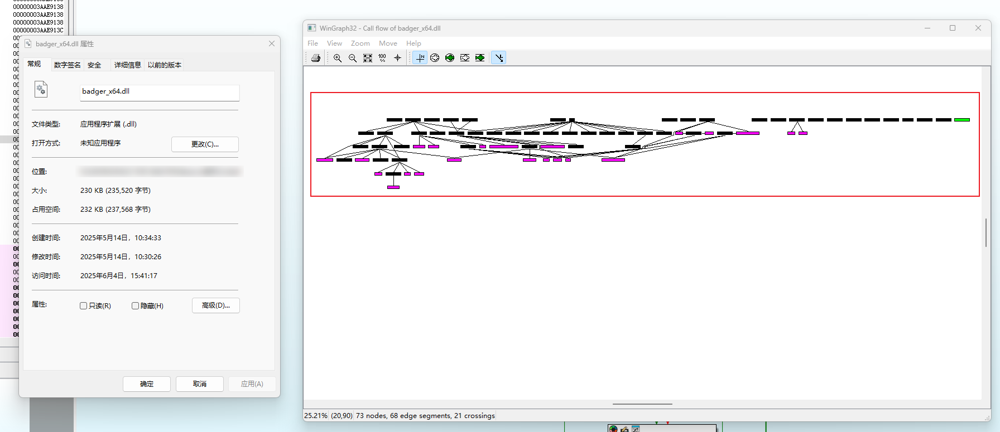 00000003AAE9138
00000003AAE9138
00000003AAE9138
00000003AAE913C
badger_x64.dll 属性
常规
数字签名
安全
详细信息
以前的版本
badger_x64.dll
文件类型:
应用程序扩展 (.dll)
打开方式:
未知应用程序
更改(C)...
位置:
大小:
230 KB (235,520 字节)
占用空间:
232 KB (237,568 字节)
创建时间:
2025年5月14日，10:34:33
修改时间:
2025年5月14日，10:30:26
访问时间:
2025年6月4日，15:41:17
属性:
只读(R)
隐藏(H)
高级(D)...
确定
取消
应用(A)
WinGraph32 - Call flow of badger_x64.dll
File View Zoom Move Help
100%
25.21% (20,90) 73 nodes, 68 edge segments, 21 crossings